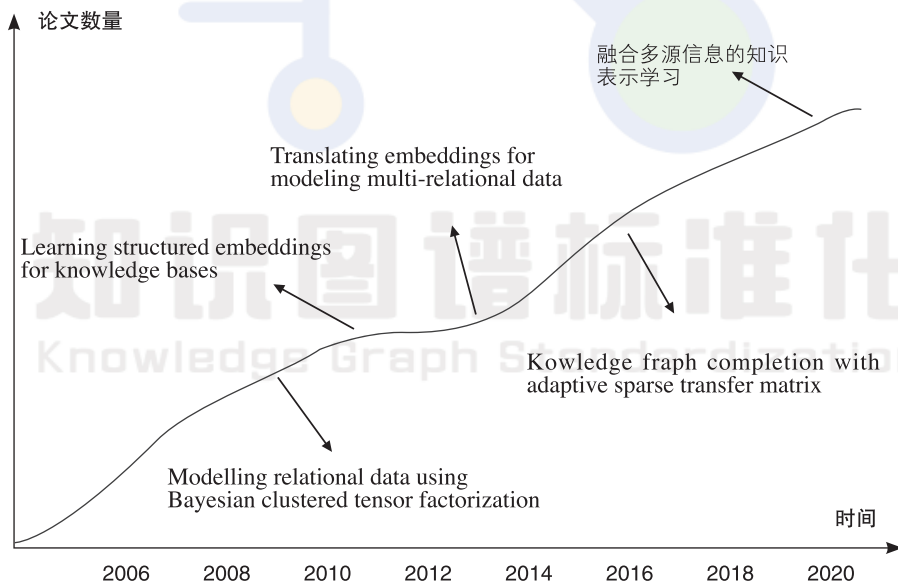 论文数量
融合多源信息的知识
表示学习
Translating embeddings for
modeling multi-relational data
Learning structured embeddings
for knowledge bases
Kowledge fraph completion with
adaptive sparse transfer matrix
Modelling relational data using
Bayesian clustered tensor factorization
时间
2006 2008 2010 2012 2014 2016 2018 2020
知识图谱标准化
Knowledge Graph Standardization